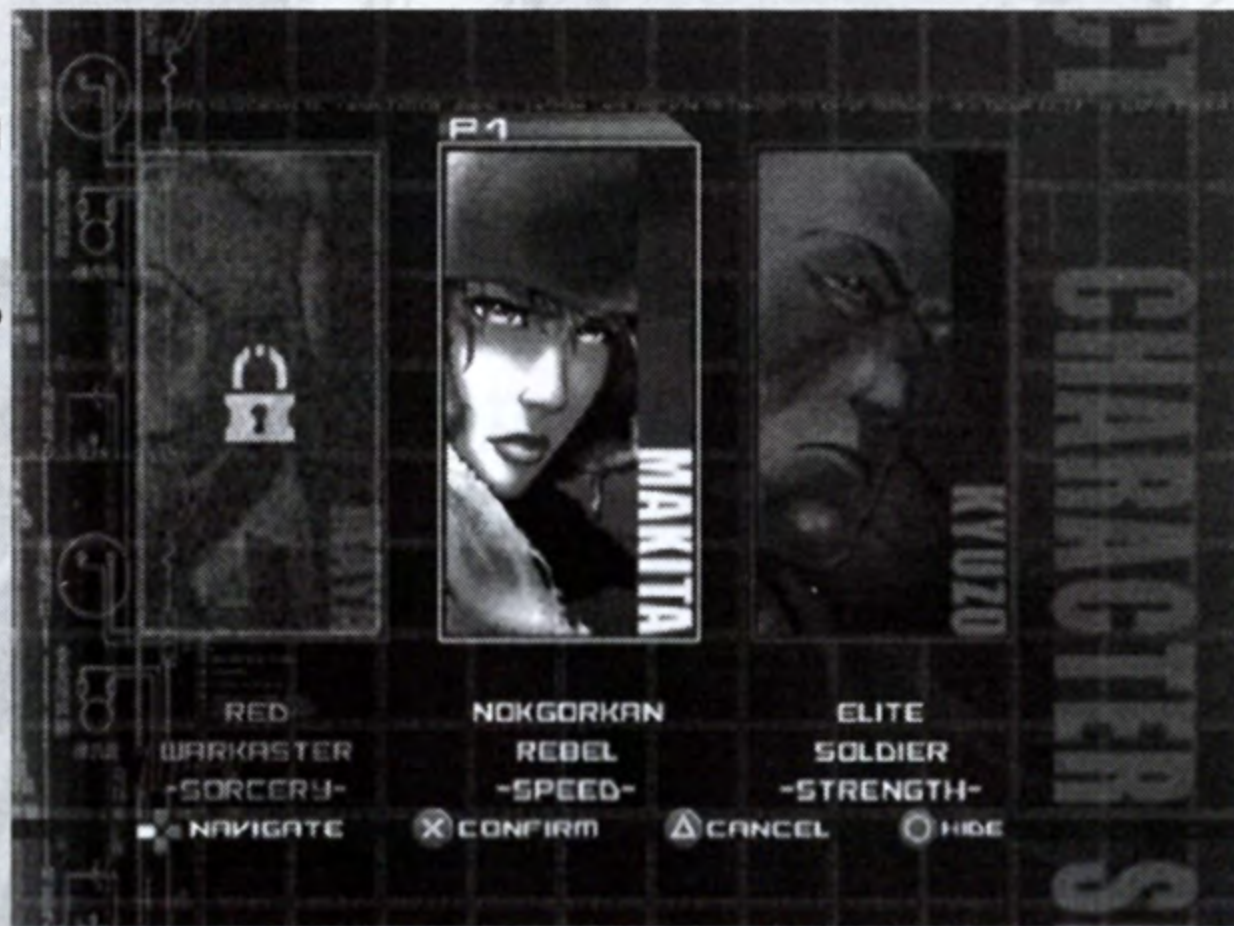 P1
MAKITA
KYUZO
RED
WARKASTER
-SORCERY-
NOKGORKAN
REBEL
-SPEED-
ELITE
SOLDIER
-STRENGTH-
NAVIGATE
CONFIRM
CANCEL
HIDE
CHARACTER